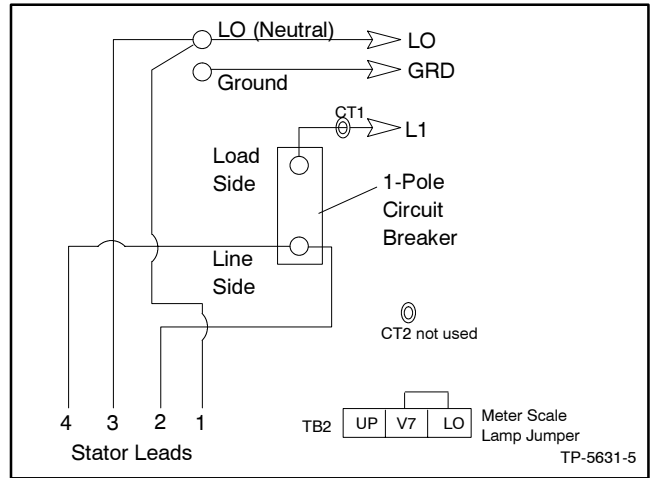 LO (Neutral)
LO
Ground
GRD
CT1
L1
Load
Side
1-Pole
Circuit
Breaker
Line
Side
CT2 not used
4 3 2 1
Stator Leads
TB2 UP V7 LO
Meter Scale
Lamp Jumper
TP-5631-5